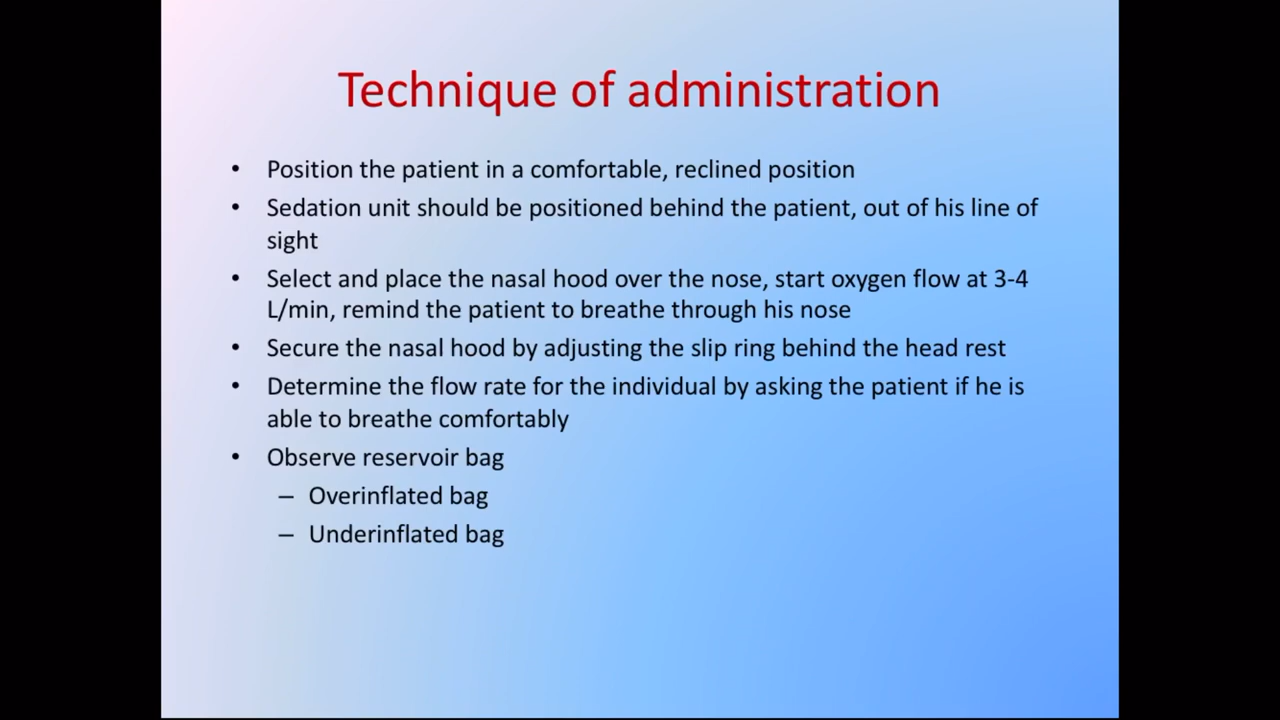 Technique of administration
• Position the patient in a comfortable, reclined position
• Sedation unit should be positioned behind the patient, out of his line of
sight
• Select and place the nasal hood over the nose, start oxygen flow at 3-4
L/min, remind the patient to breathe through his nose
• Secure the nasal hood by adjusting the slip ring behind the head rest
• Determine the flow rate for the individual by asking the patient if he is
able to breathe comfortably
• Observe reservoir bag
– Overinflated bag
– Underinflated bag